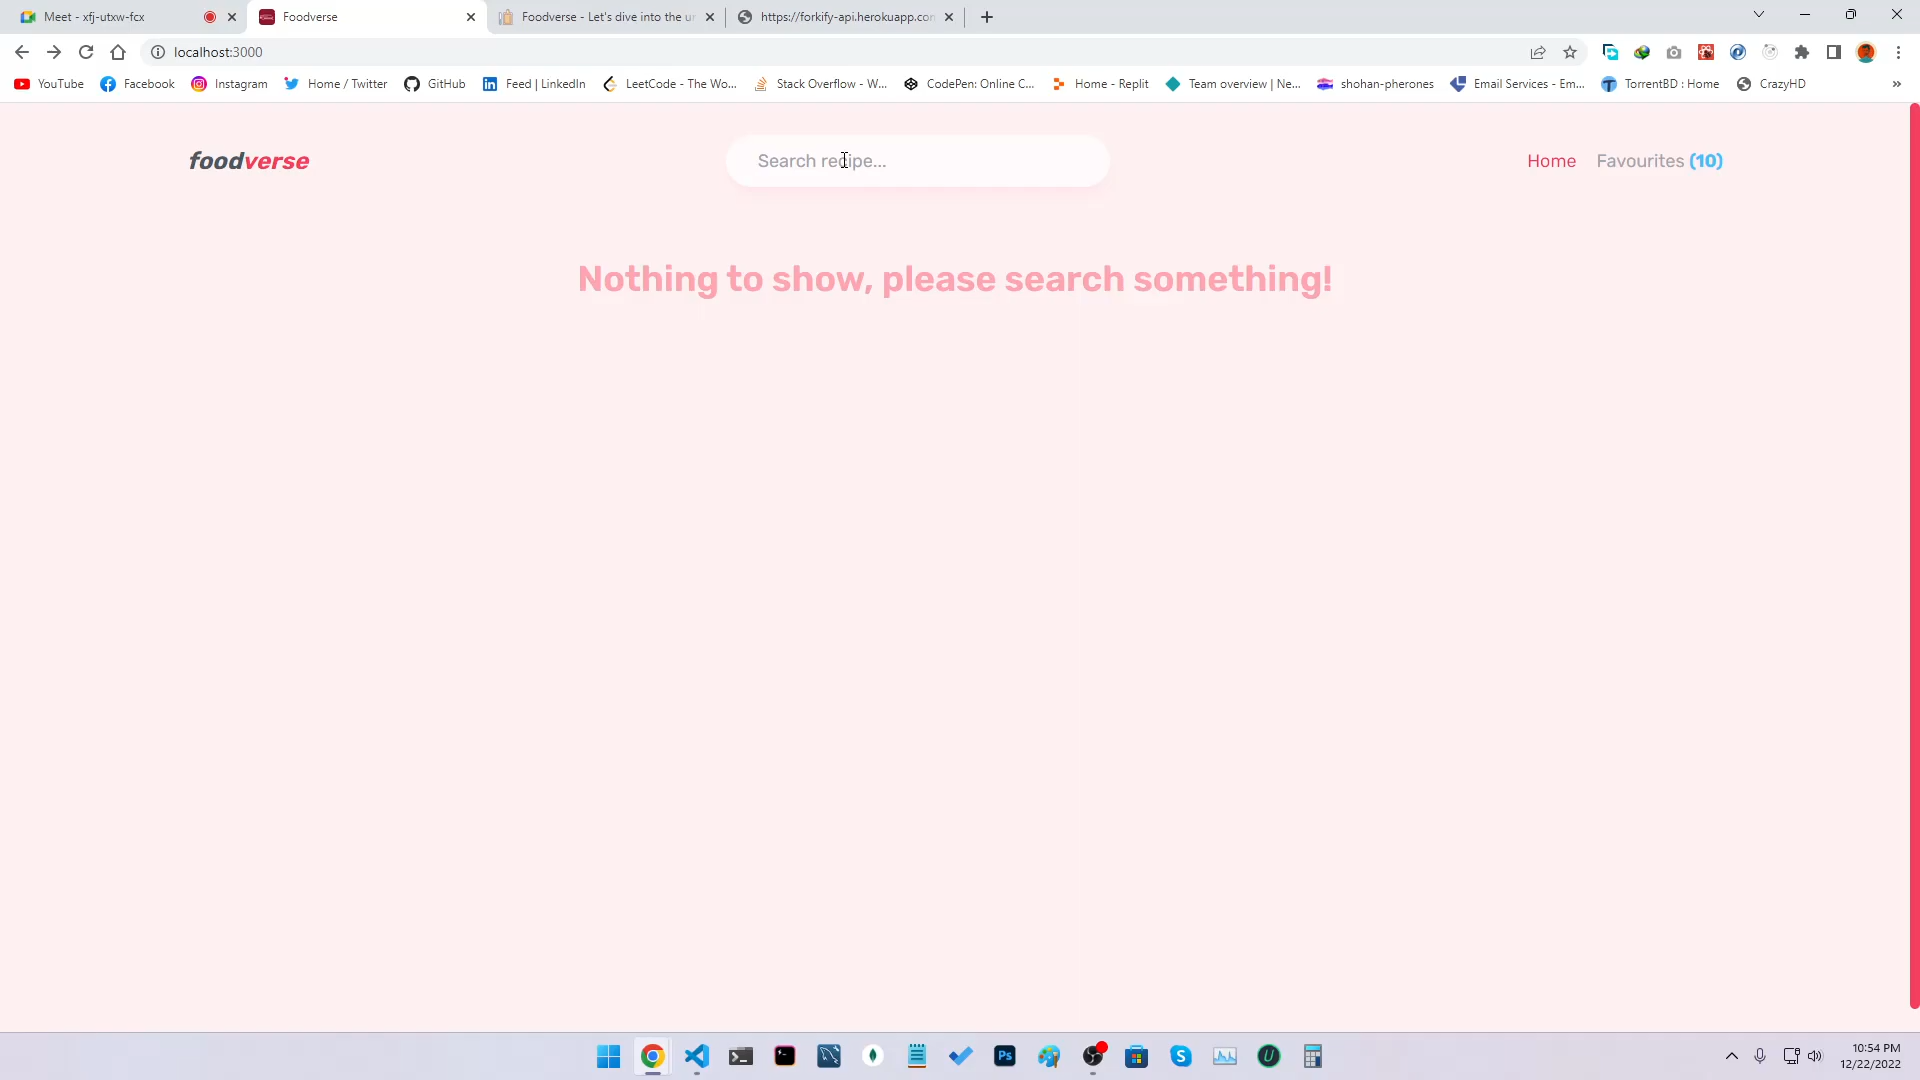 Meet - xfj-utxw-fcx
Foodverse
Foodverse - Let's dive into the u
https://forkify-api.herokuapp.co
localhost:3000
YouTube
Facebook
Instagram
Home / Twitter
GitHub
Feed | LinkedIn
LeetCode - The Wo...
Stack Overflow - W...
CodePen: Online C...
Home - Replit
Team overview | Ne...
shohan-pherones
Email Services - Em...
TorrentBD : Home
CrazyHD
»
foodverse
Search recipe...
Home
Favourites (10)
Nothing to show, please search something!
Ps
10:54 PM
12/22/2022